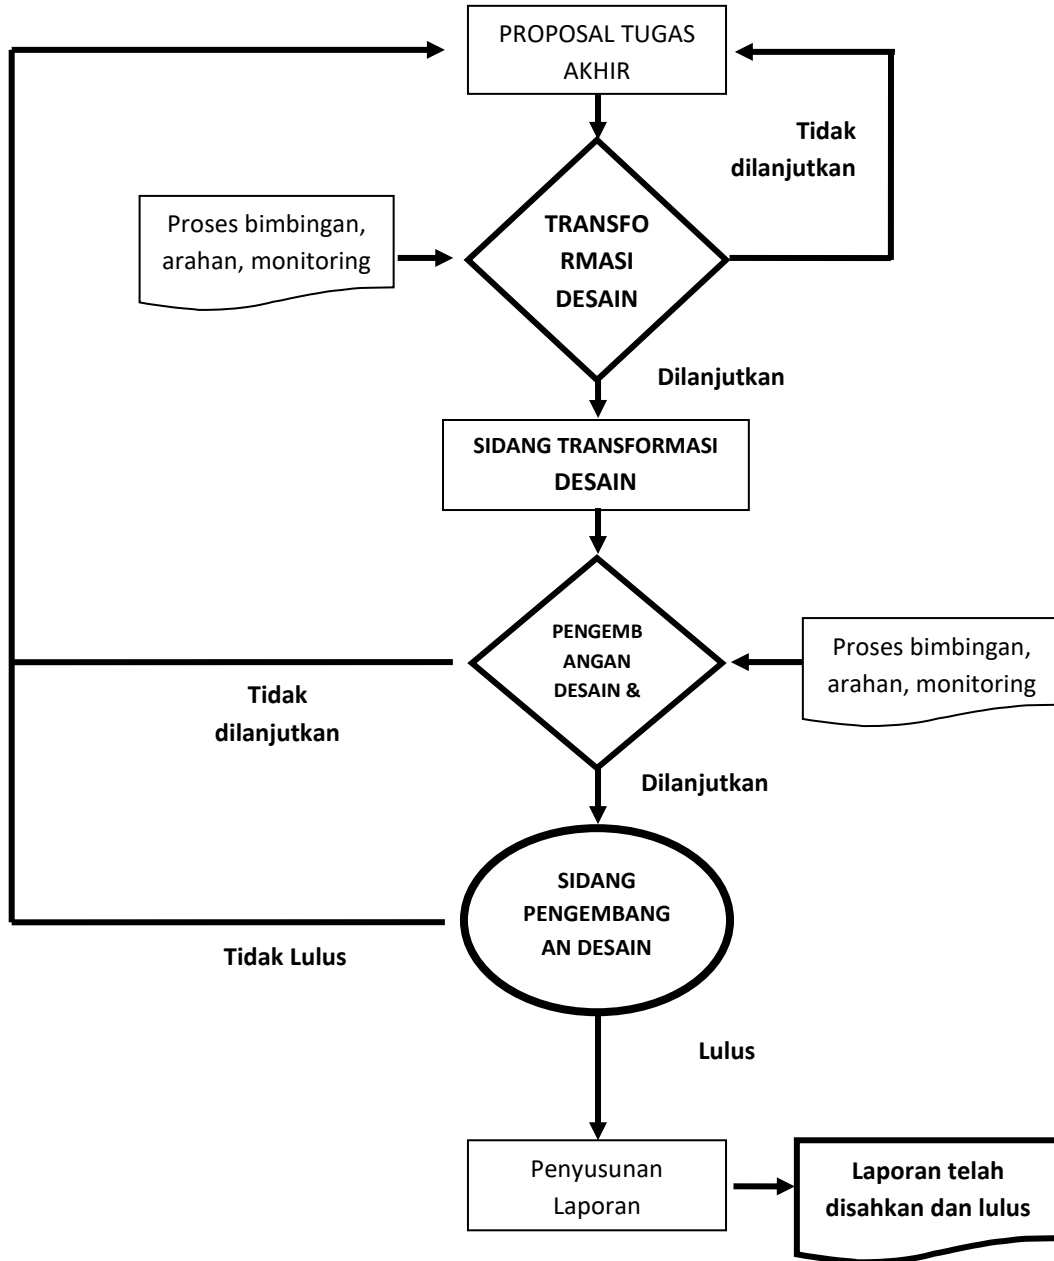 PROPOSAL TUGAS
AKHIR
Tidak
dilanjutkan
Proses bimbingan,
arahan, monitoring
TRANSFO
RMASI
DESAIN
Dilanjutkan
SIDANG TRANSFORMASI
DESAIN
PENGEMB
ANGAN
DESAIN &
Proses bimbingan,
arahan, monitoring
Tidak
dilanjutkan
Dilanjutkan
SIDANG
PENGEMBANG
AN DESAIN
Tidak Lulus
Lulus
Penyusunan
Laporan
Laporan telah
disahkan dan lulus